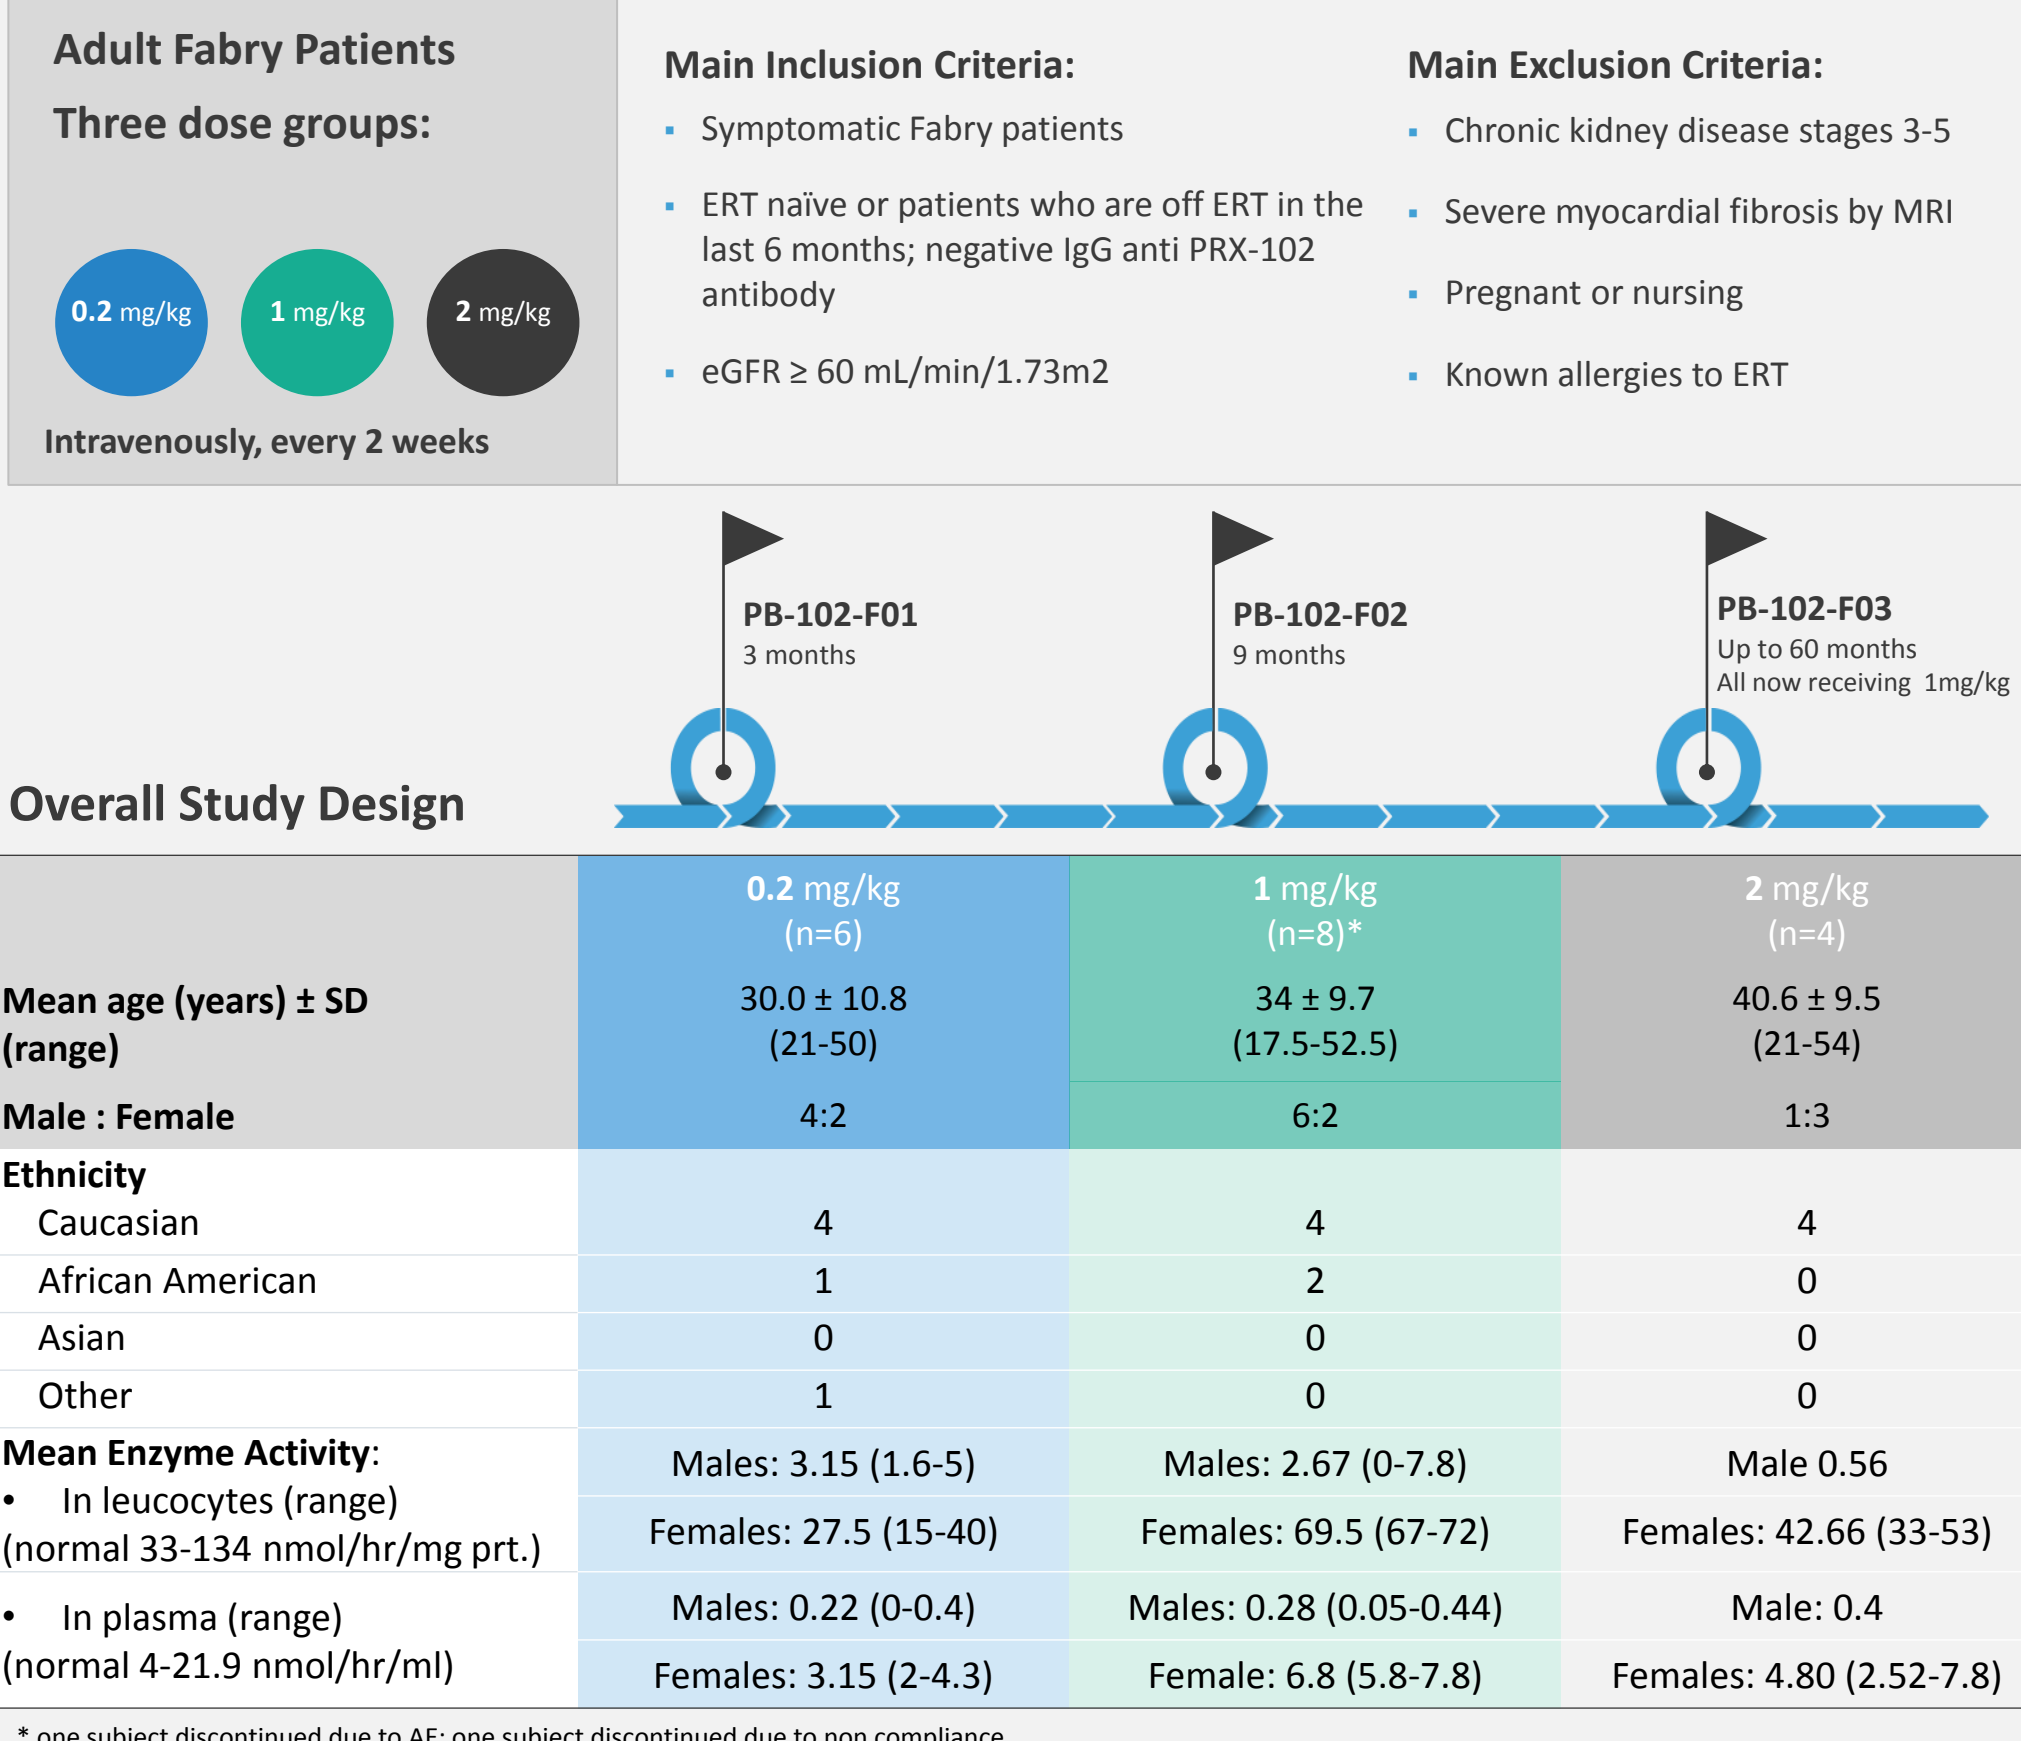 Adult Fabry Patients
Three dose groups:
0.2 mg/kg
1 mg/kg
2 mg/kg
Intravenously, every 2 weeks
Main Inclusion Criteria:
▪ Symptomatic Fabry patients
▪ ERT naïve or patients who are off ERT in the
last 6 months; negative IgG anti PRX-102
antibody
▪ eGFR ≥ 60 mL/min/1.73m2
Main Exclusion Criteria:
▪ Chronic kidney disease stages 3-5
▪ Severe myocardial fibrosis by MRI
▪ Pregnant or nursing
▪ Known allergies to ERT
Overall Study Design
PB-102-F01
3 months
PB-102-F02
9 months
PB-102-F03
Up to 60 months
All now receiving 1mg/kg
0.2 mg/kg
(n=6)
1 mg/kg
(n=8)*
2 mg/kg
(n=4)
Mean age (years) ± SD
(range)
30.0 ± 10.8
(21-50)
34 ± 9.7
(17.5-52.5)
40.6 ± 9.5
(21-54)
Male : Female 4:2 6:2 1:3
Ethnicity
Caucasian 4 4 4
African American 1 2 0
Asian 0 0 0
Other 1 0 0
Mean Enzyme Activity:
• In leucocytes (range)
(normal 33-134 nmol/hr/mg prt.)
Males: 3.15 (1.6-5) Males: 2.67 (0-7.8) Male 0.56
Females: 27.5 (15-40) Females: 69.5 (67-72) Females: 42.66 (33-53)
• In plasma (range)
(normal 4-21.9 nmol/hr/ml)
Males: 0.22 (0-0.4) Males: 0.28 (0.05-0.44) Male: 0.4
Females: 3.15 (2-4.3) Female: 6.8 (5.8-7.8) Females: 4.80 (2.52-7.8)
* one subject discontinued due to AE; one subject discontinued due to non compliance